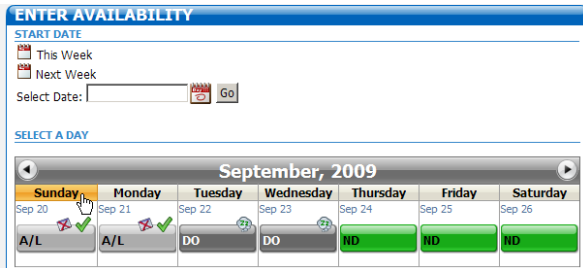 ENTER AVAILABILITY
START DATE
This Week
Next Week
Select Date: Go
SELECT A DAY
September, 2009
Sunday Monday Tuesday Wednesday Thursday Friday Saturday
Sep 20 Sep 21 Sep 22 Sep 23 Sep 24 Sep 25 Sep 26
A/L A/L DO DO ND ND ND